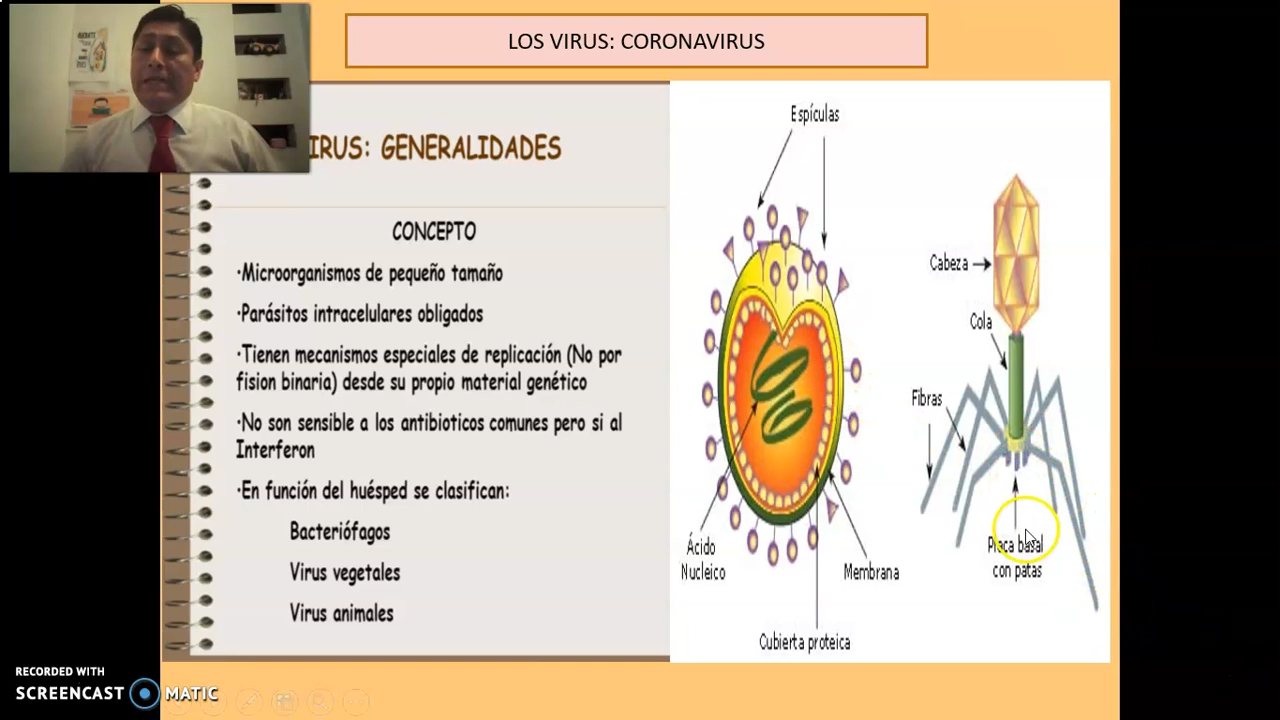 LOS VIRUS: CORONAVIRUS
IRUS: GENERALIDADES
CONCEPTO
•Microorganismos de pequeño tamaño
•Parásitos intracelulares obligados
•Tienen mecanismos especiales de replicación (No por
fision binaria) desde su propio material genético
•No son sensible a los antibioticos comunes pero si al
Interferon
•En función del huésped se clasifican:
Bacteriófagos
Virus vegetales
Virus animales
Espículas
Ácido
Nucleico
Membrana
Cubierta proteica
Cabeza
Cola
Fibras
Placa basal
con patas
RECORDED WITH
SCREENCAST MATIC